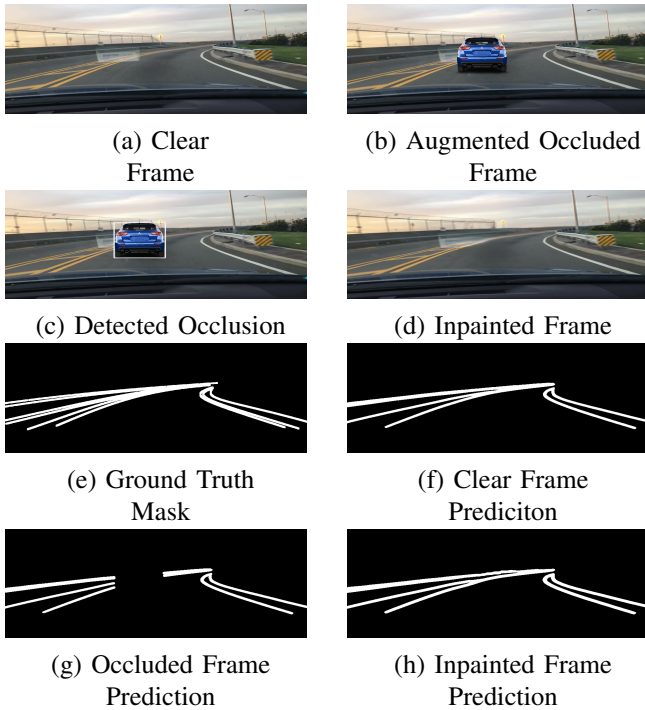 (a) Clear
Frame
(b) Augmented Occluded
Frame
(c) Detected Occlusion
(d) Inpainted Frame
(e) Ground Truth
Mask
(f) Clear Frame
Prediciton
(g) Occluded Frame
Prediction
(h) Inpainted Frame
Prediction